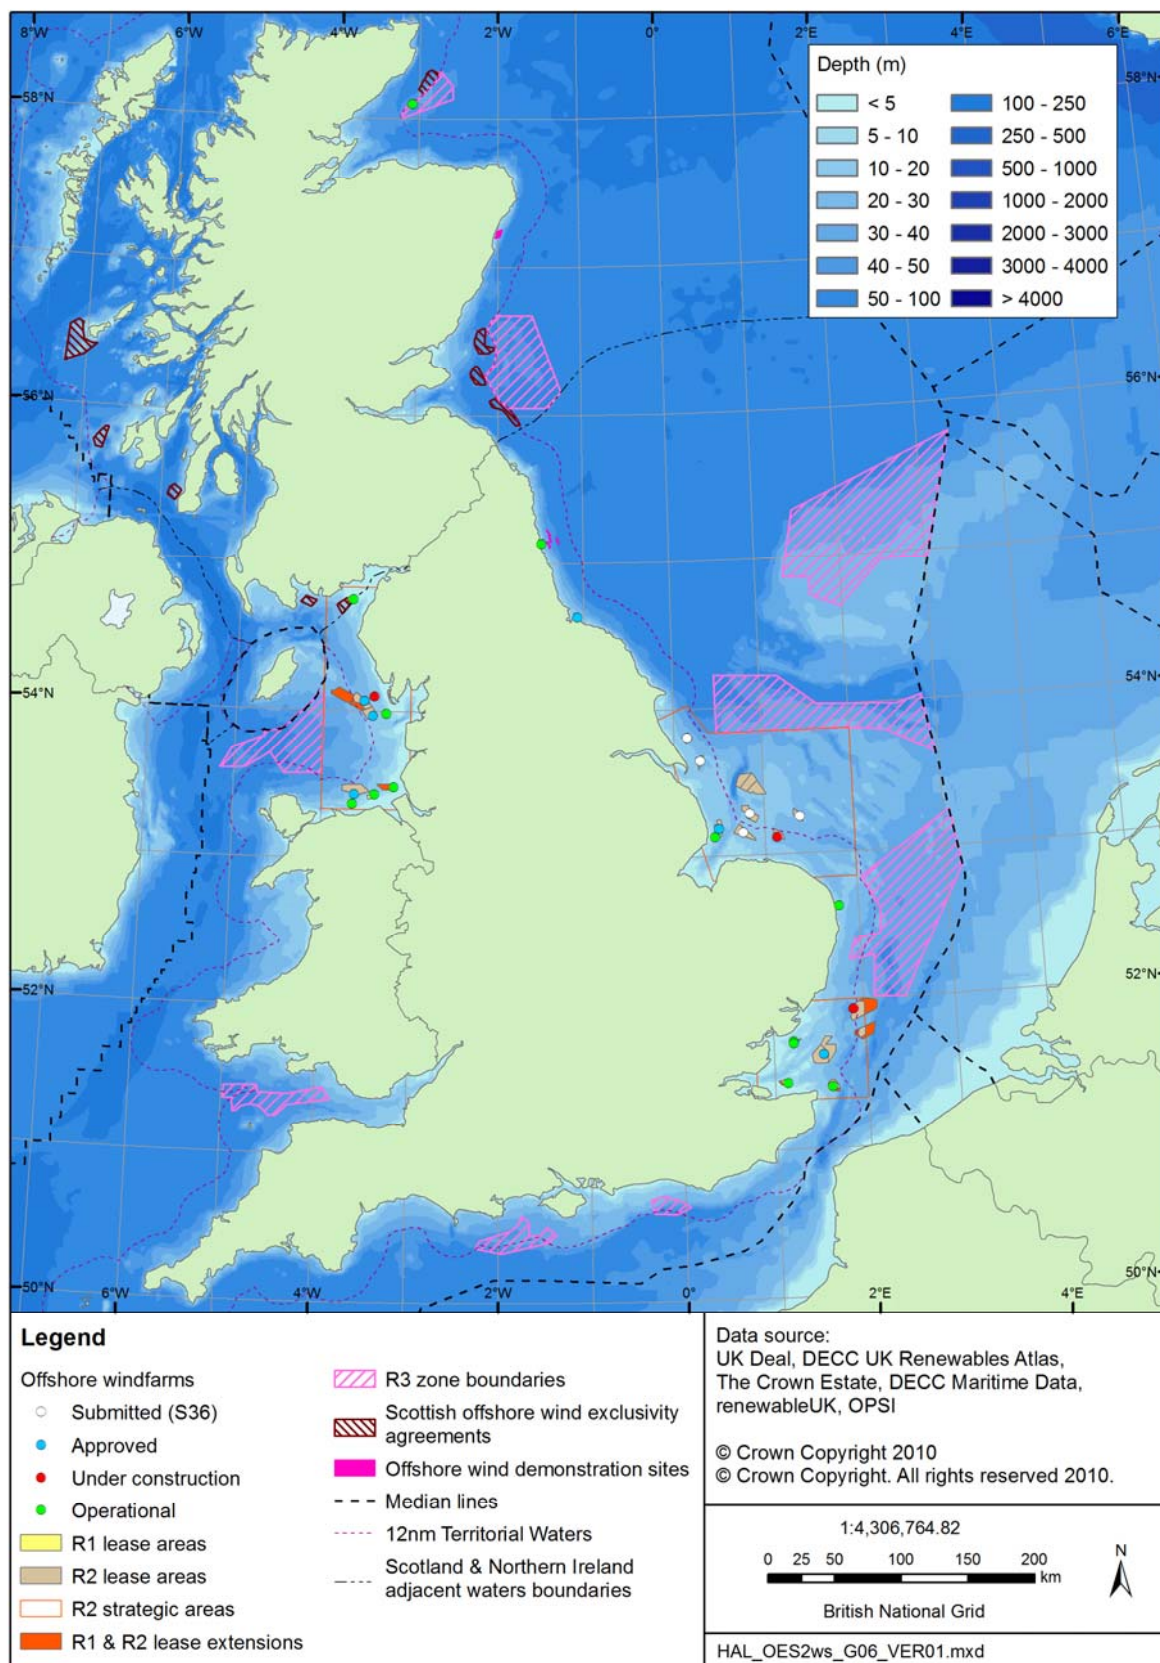 8°W 6°W 4°W 2°W 0° 2°E 4°E 6°E
58°N
58°N
56°N
56°N
54°N
54°N
52°N
52°N
50°N
50°N
6°W 4°W 2°W 0° 2°E 4°E
Depth (m)
< 5
5 - 10
10 - 20
20 - 30
30 - 40
40 - 50
50 - 100
100 - 250
250 - 500
500 - 1000
1000 - 2000
2000 - 3000
3000 - 4000
> 4000
Legend
Offshore windfarms
Submitted (S36)
Approved
Under construction
Operational
R1 lease areas
R2 lease areas
R2 strategic areas
R1 & R2 lease extensions
R3 zone boundaries
Scottish offshore wind exclusivity
agreements
Offshore wind demonstration sites
Median lines
12nm Territorial Waters
Scotland & Northern Ireland
adjacent waters boundaries
Data source:
UK Deal, DECC UK Renewables Atlas,
The Crown Estate, DECC Maritime Data,
renewableUK, OPSI
© Crown Copyright 2010
© Crown Copyright. All rights reserved 2010.
1:4,306,764.82
0 25 50 100 150 200
km
N
British National Grid
HAL_OES2ws_G06_VER01.mxd